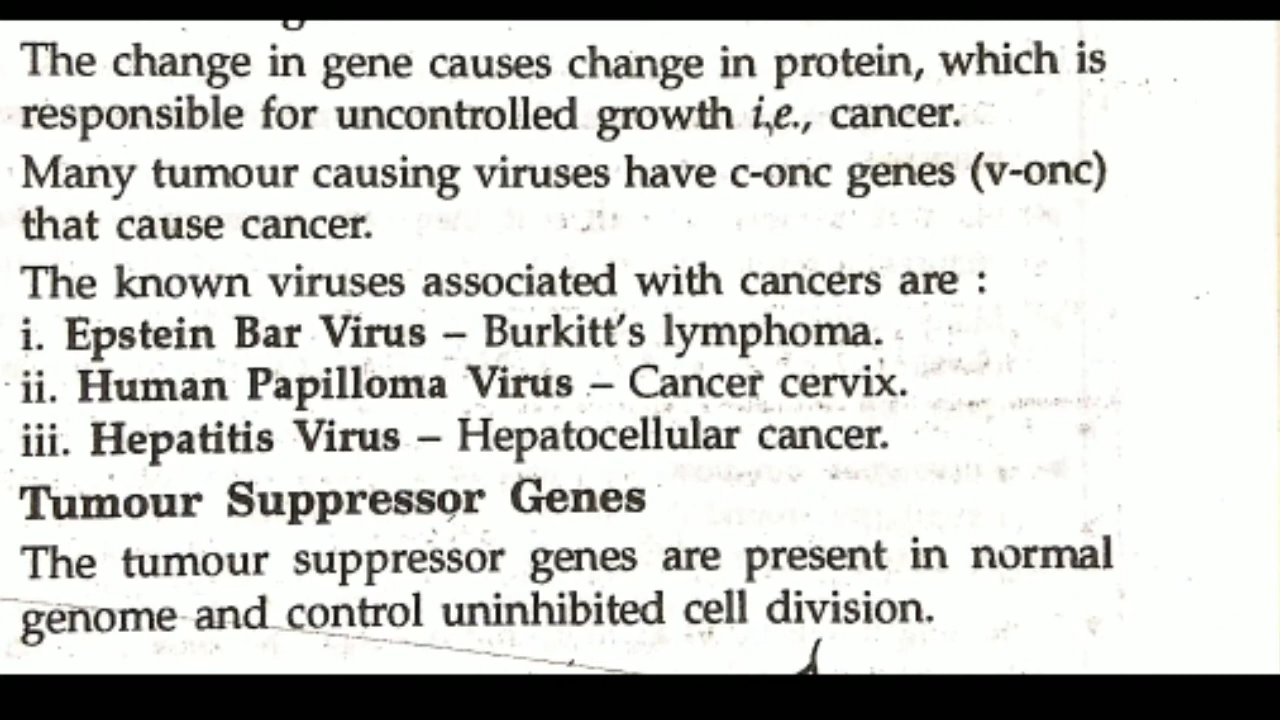 The change in gene causes change in protein, which is
responsible for uncontrolled growth i.e., cancer.
Many tumour causing viruses have c-onc genes (v-onc)
that cause cancer.
The known viruses associated with cancers are :
i. Epstein Bar Virus – Burkitt's lymphoma.
ii. Human Papilloma Virus – Cancer cervix.
iii. Hepatitis Virus – Hepatocellular cancer.
Tumour Suppressor Genes
The tumour suppressor genes are present in normal
genome and control uninhibited cell division.